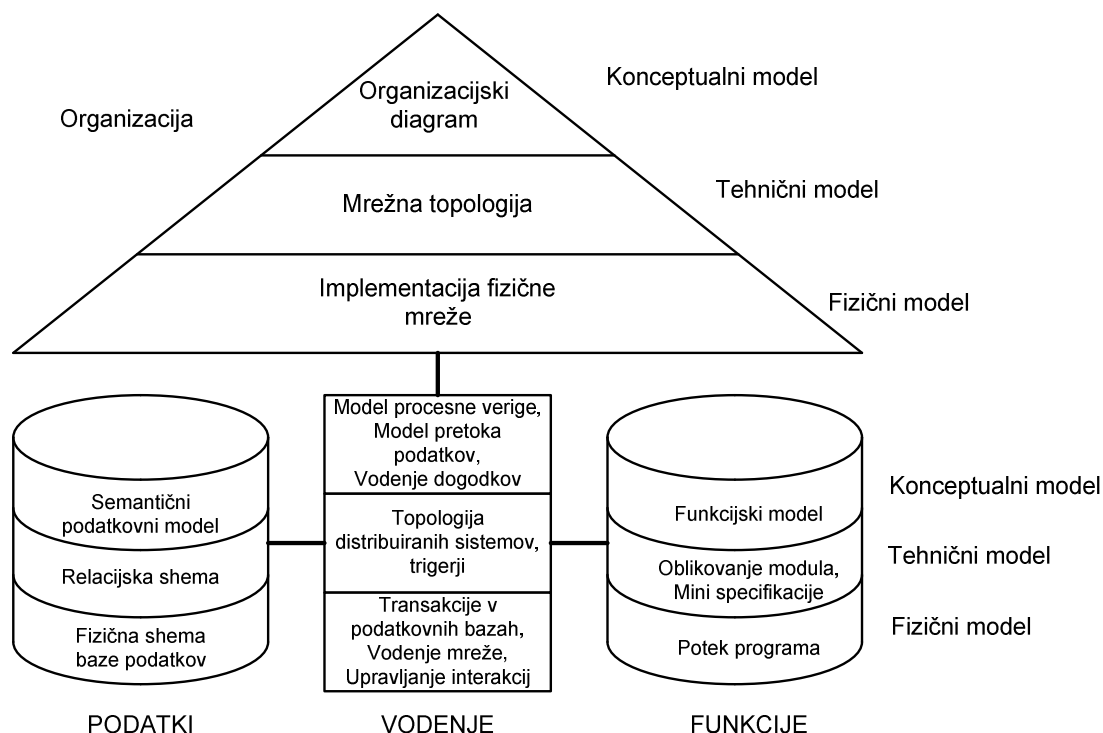 Konceptualni model
Organizacijski
diagram
Organizacija
Tehnični model
Mrežna topologija
Implementacija fizične
mreže
Fizični model
Model procesne verige,
Model pretoka
podatkov,
Vodenje dogodkov
Konceptualni model
Semantični
podatkovni model
Funkcijski model
Topologija
distribuiranih sistemov,
trigerji
Tehnični model
Relacijska shema
Oblikovanje modula,
Mini specifikacije
Transakcije v
podatkovnih bazah,
Vodenje mreže,
Upravljanje interakcij
Fizični model
Fizična shema
baze podatkov
Potek programa
PODATKI
VODENJE
FUNKCIJE